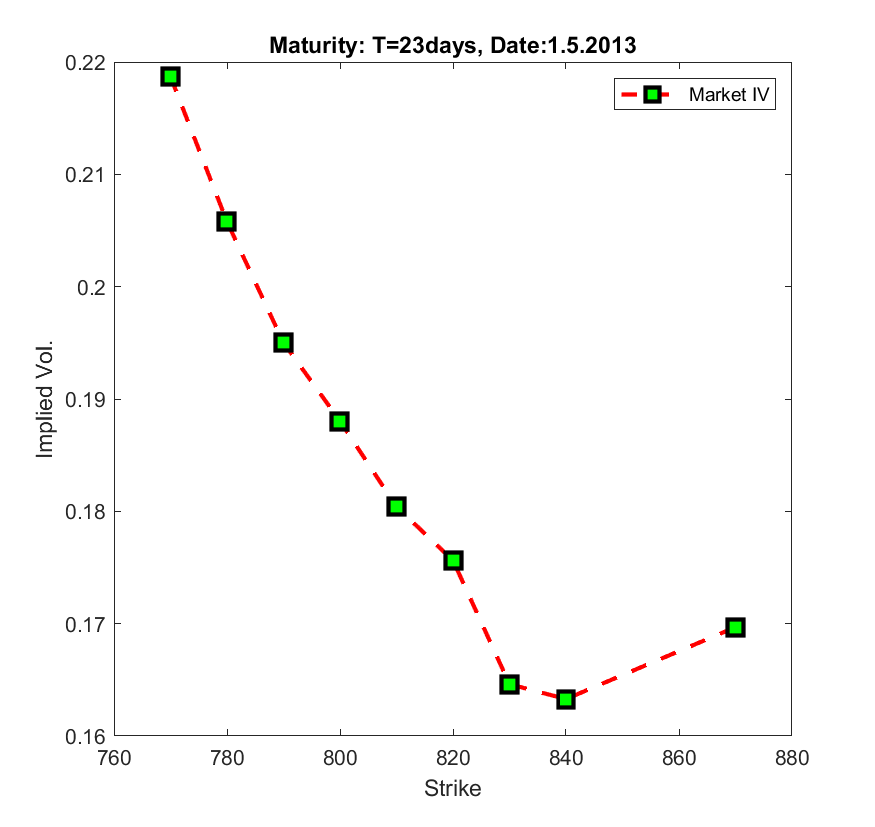 Maturity: T=23days, Date:1.5.2013
Market IV
0.22
0.21
0.2
0.19
0.18
0.17
0.16
Implied Vol.
760 780 800 820 840 860 880
Strike